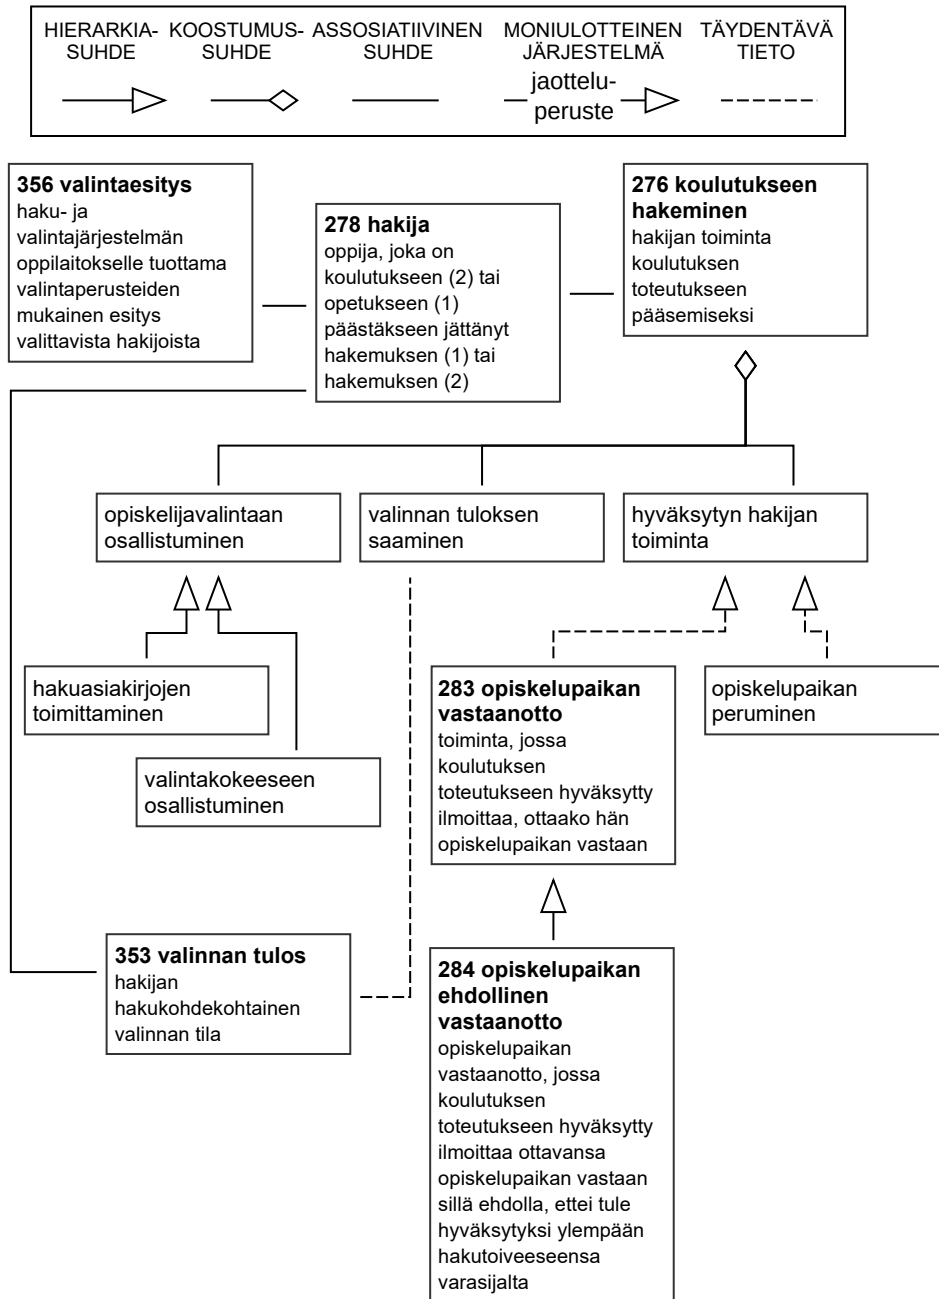 HIERARKIA-
SUHDE
KOOSTUMUS-
SUHDE
ASSOSIATIIVINEN
SUHDE
MONIULOTTEINEN
JÄRJESTELMÄ
jaottelu-
peruste
TÄYDENTÄVÄ
TIETO
356 valintaesitys
haku- ja
valintajärjestelmän
oppilaitokselle tuottama
valintaperusteiden
mukainen esitys
valittavista hakijoista
278 hakija
oppija, joka on
koulutukseen (2) tai
opetukseen (1)
päästäkseen jättänyt
hakemuksen (1) tai
hakemuksen (2)
276 koulutukseen
hakeminen
hakijan toiminta
koulutuksen
toteutukseen
pääsemiseksi
opiskelijavalintaan
osallistuminen
valinnan tuloksen
saaminen
hyväksytyn hakijan
toiminta
hakuasiakirjojen
toimittaminen
valintakokeeseen
osallistuminen
283 opiskelupaikan
vastaanotto
toiminta, jossa
koulutuksen
toteutukseen hyväksytty
ilmoittaa, ottaako hän
opiskelupaikan vastaan
opiskelupaikan
peruminen
353 valinnan tulos
hakijan
hakukohdekohtainen
valinnan tila
284 opiskelupaikan
ehdollinen
vastaanotto
opiskelupaikan
vastaanotto, jossa
koulutuksen
toteutukseen hyväksytty
ilmoittaa ottavansa
opiskelupaikan vastaan
sillä ehdolla, ettei tule
hyväksytyksi ylempään
hakutoiveeseensa
varasijalta